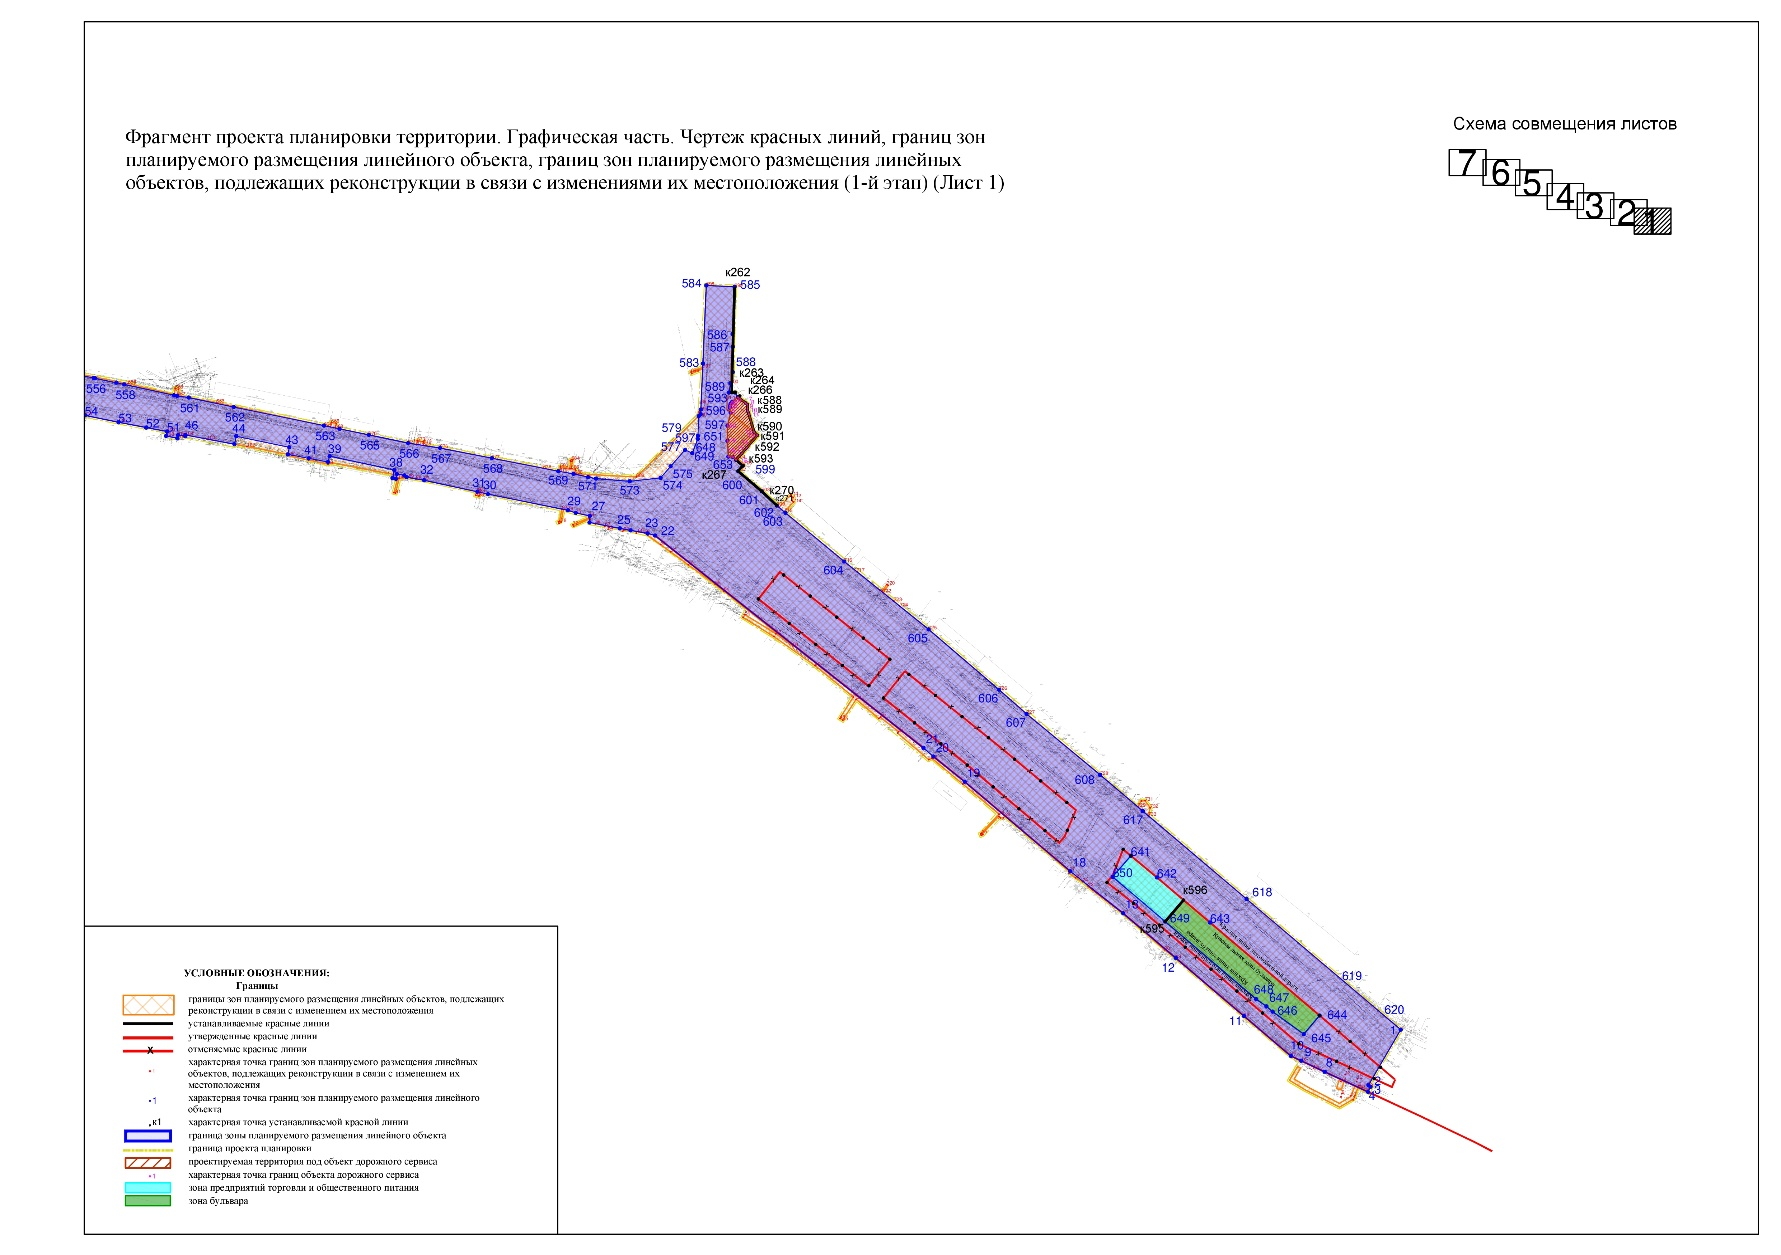 Фрагмент проекта планировки территории. Графическая часть. Чертеж красных линий, границ зон
планируемого размещения линейного объекта, границ зон планируемого размещения линейных
объектов, подлежащих реконструкции в связи с изменениями их местоположения (1-й этап) (Лист 1)
Схема совмещения листов
7
6
5
4
3
2
1
к262
584
585
586
587
583
588
к263
к264
589
к266
593
к588
596
к589
597
к590
579
к591
597
651
577
648
к592
649
к593
653
599
575
к267
574
600
к270
601
602
603
556
558
54
53
52
51
46
561
562
44
43
41
39
563
565
566
567
38
32
568
31
30
569
571
573
29
27
25
23
22
604
605
606
607
21
20
19
608
617
18
641
650
642
к596
618
649
643
к595
12
619
648
647
646
644
620
1
11
645
10
9
8
2
3
4
УСЛОВНЫЕ ОБОЗНАЧЕНИЯ:
Границы
границы зон планируемого размещения линейных объектов, подлежащих
реконструкции в связи с изменением их местоположения
устанавливаемые красные линии
утвержденные красные линии
X
отменяемые красные линии
характерная точка границ зон планируемого размещения линейных
объектов, подлежащих реконструкции в связи с изменением их
местоположения
1
характерная точка границ зон планируемого размещения линейного
объекта
к1
характерная точка устанавливаемой красной линии
граница зоны планируемого размещения линейного объекта
граница проекта планировки
проектируемая территория под объект дорожного сервиса
характерная точка границ объекта дорожного сервиса
зона предприятий торговли и общественного питания
зона бульвара